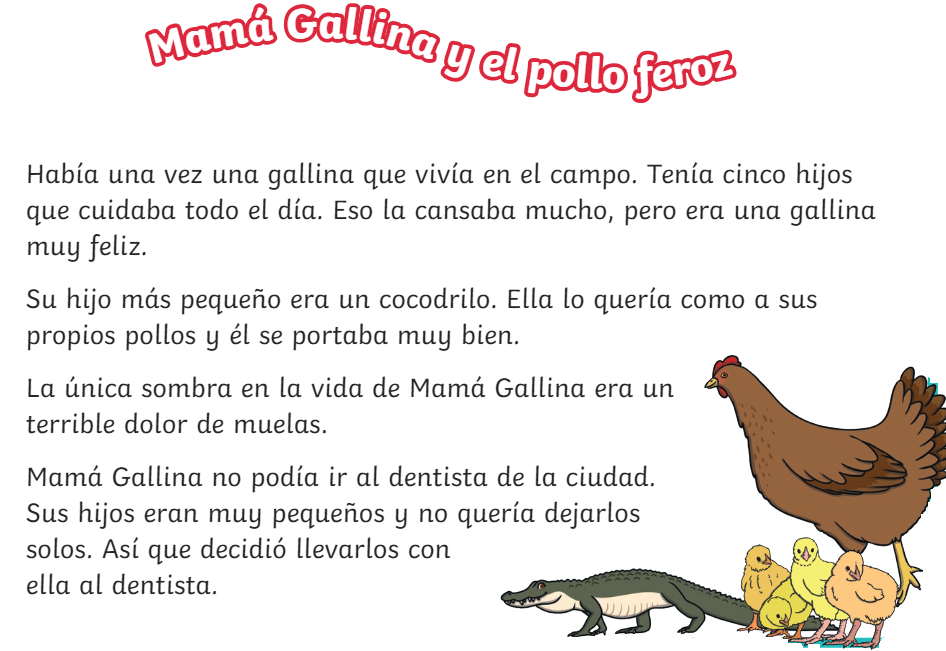 Mamá Gallina y el pollo feroz
Había una vez una gallina que vivía en el campo. Tenía cinco hijos
que cuidaba todo el día. Eso la cansaba mucho, pero era una gallina
muy feliz.
Su hijo más pequeño era un cocodrilo. Ella lo quería como a sus
propios pollos y él se portaba muy bien.
La única sombra en la vida de Mamá Gallina era un
terrible dolor de muelas.
Mamá Gallina no podía ir al dentista de la ciudad.
Sus hijos eran muy pequeños y no quería dejarlos
solos. Así que decidió llevarlos con
ella al dentista.